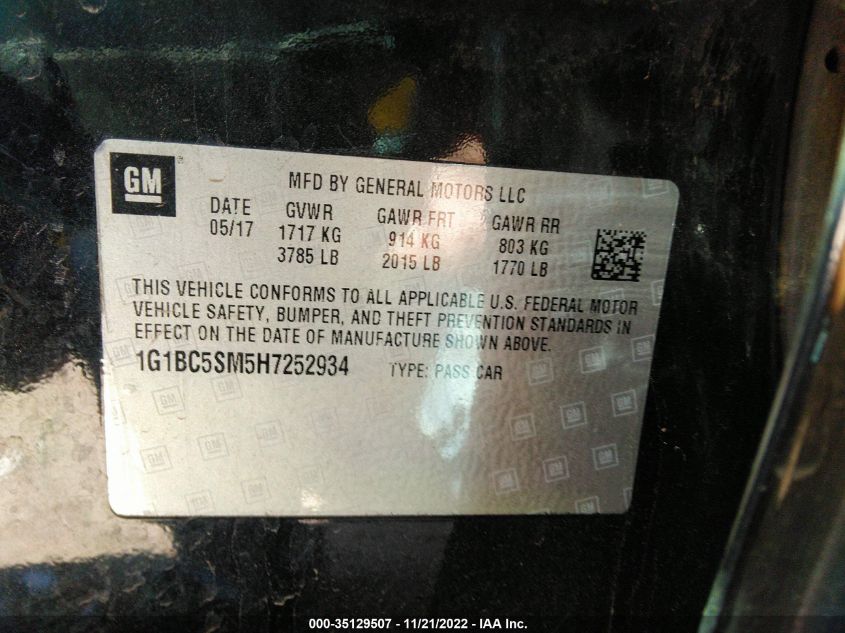 GM
MFD BY GENERAL MOTORS LLC
DATE GVWR GAWR FRT GAWR RR
05/17 1717 KG 914 KG 803 KG
3785 LB 2015 LB 1770 LB
THIS VEHICLE CONFORMS TO ALL APPLICABLE U.S. FEDERAL MOTOR
VEHICLE SAFETY, BUMPER, AND THEFT PREVENTION STANDARDS IN
EFFECT ON THE DATE OF MANUFACTURE SHOWN ABOVE.
1G1BC5SM5H7252934 TYPE: PASS CAR
000-35129507 - 11/21/2022 - IAA Inc.